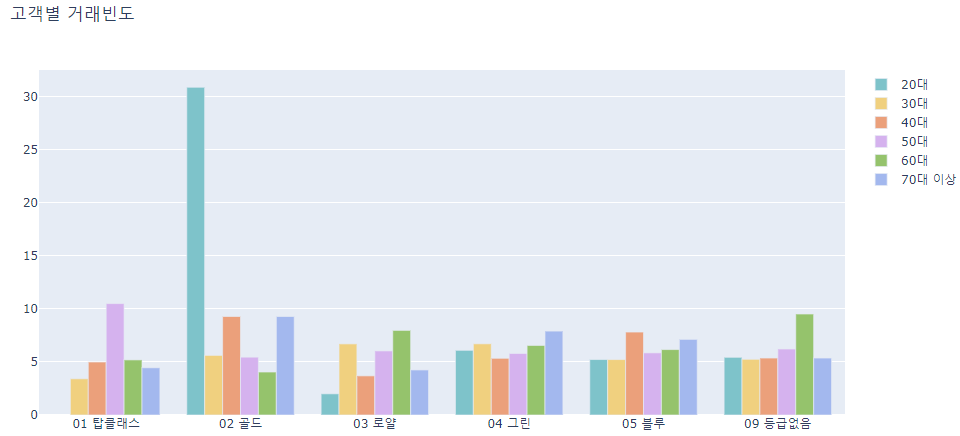 고객별 거래빈도
30
25
20
15
10
5
0
01 탑클래스
02 골드
03 로얄
04 그린
05 블루
09 등급없음
20대
30대
40대
50대
60대
70대 이상